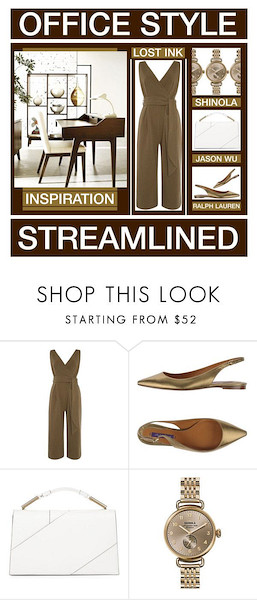 OFFICE STYLE
LOST INK
SHINOLA
JASON WU
RALPH LAUREN
INSPIRATION
STREAMLINED
SHOP THIS LOOK
STARTING FROM $52